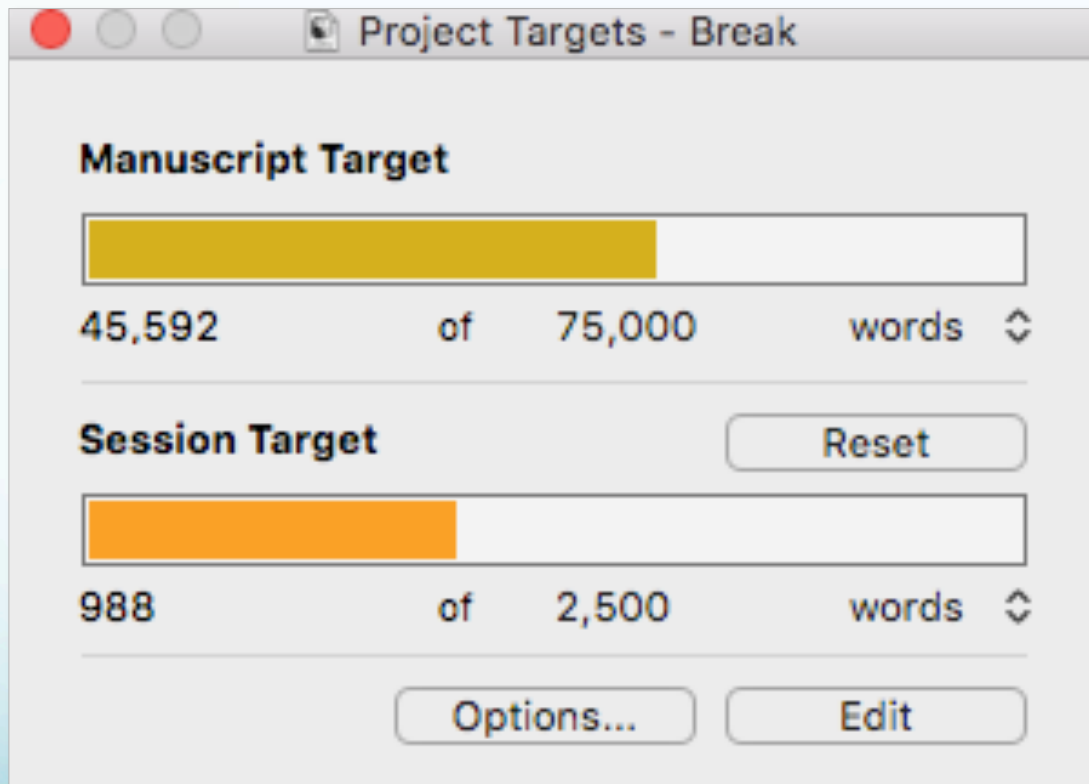 Project Targets - Break
Manuscript Target
45,592 of 75,000 words
Session Target Reset
988 of 2,500 words
Options... Edit